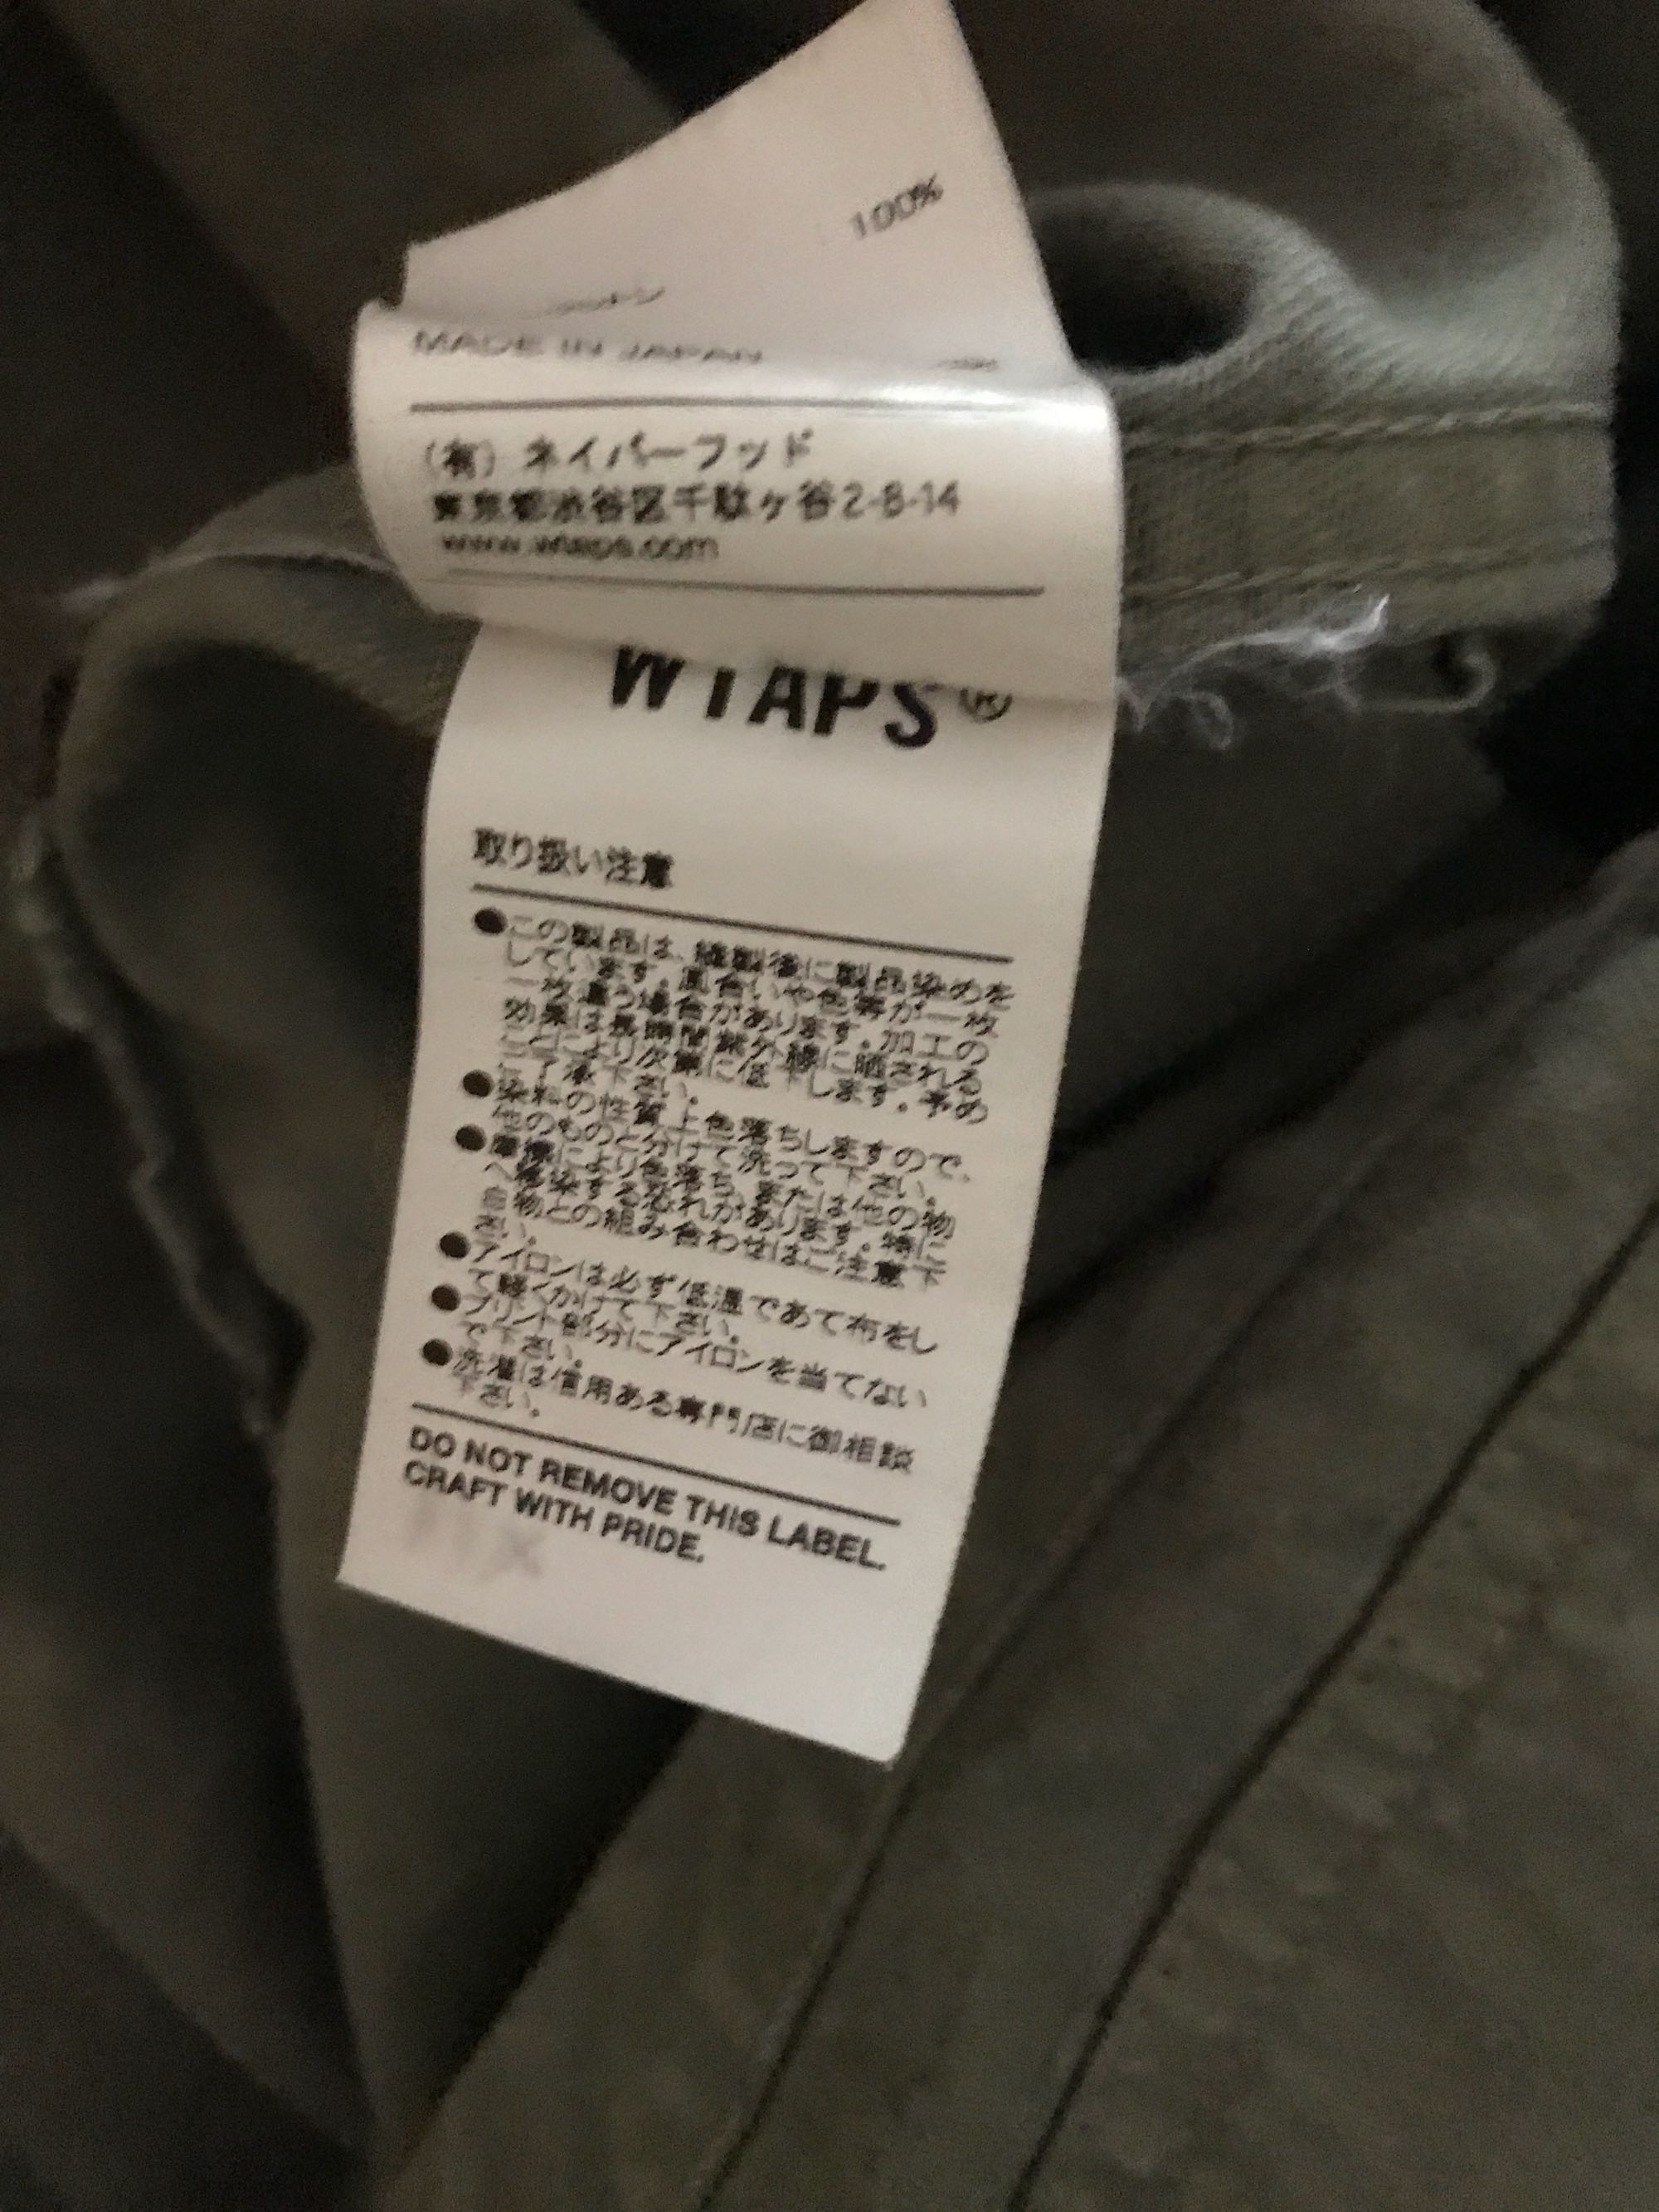 100%
MADE IN JAPAN
(有) ネイバーフッド
東京都渋谷区千駄ヶ谷2-8-14
www.wtaps.com
WTAPS®
取り扱い注意
●この製品は、縫製後に製品染めを
しています。風合いや色等が一枚
一枚違う場合があります。加工の
効果は長時間紫外線に晒される
ことにより次第に低下します。予め
ご了承下さい。
●染料の性質上色落ちしますので、
他のものと分けて洗って下さい。
●摩擦により色落ちまたは他の物
へ移染する恐れがあります。特に
物との組み合わせはご注意下
さい。
●アイロンは必ず低温であて布をし
て軽くかけて下さい。
●プリント部分にアイロンを当てない
で下さい。
●洗濯は信用ある専門店に御相談
下さい。
DO NOT REMOVE THIS LABEL.
CRAFT WITH PRIDE.